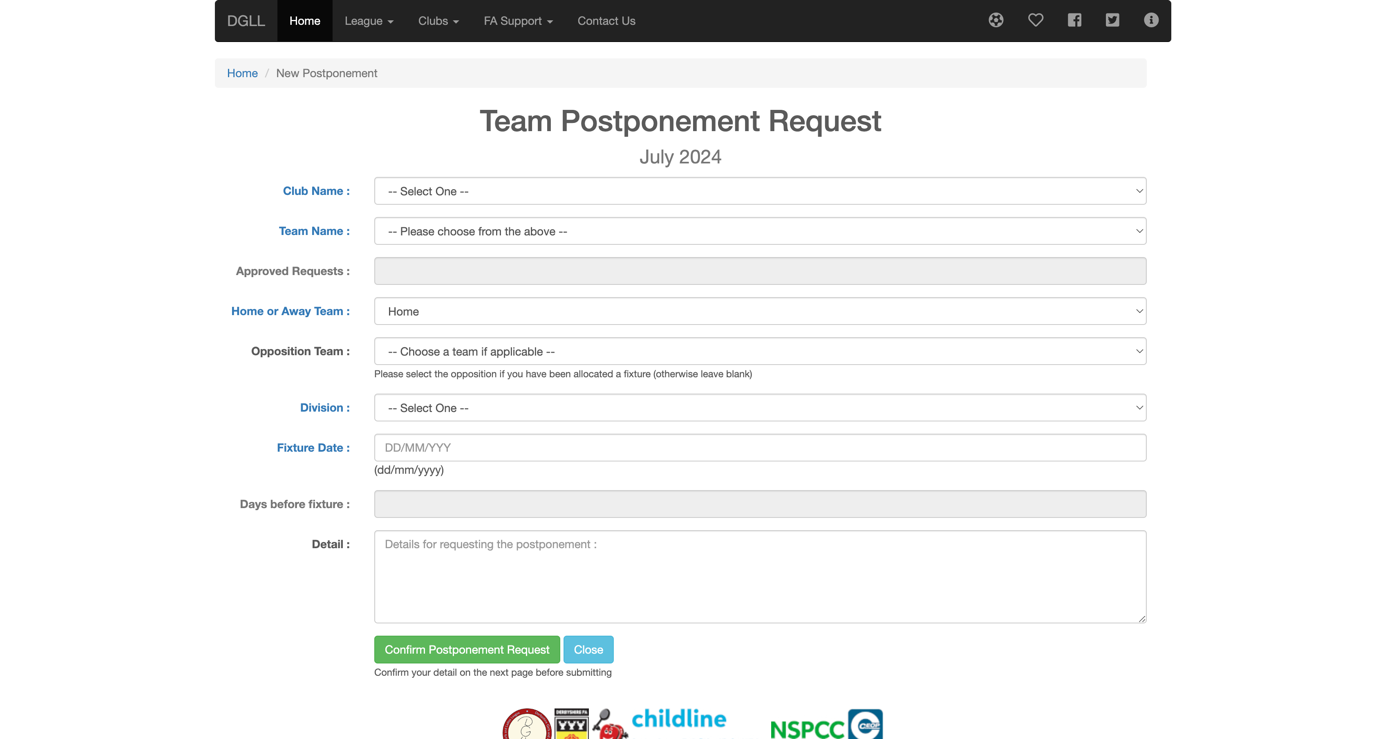 DGLL Home League Clubs FA Support Contact Us
Home / New Postponement
Team Postponement Request
July 2024
Club Name : -- Select One --
Team Name : -- Please choose from the above --
Approved Requests :
Home or Away Team : Home
Opposition Team : -- Choose a team if applicable --
Please select the opposition if you have been allocated a fixture (otherwise leave blank)
Division : -- Select One --
Fixture Date : DD/MM/YYY
(dd/mm/yyyy)
Days before fixture :
Detail : Details for requesting the postponement :
Confirm Postponement Request Close
Confirm your detail on the next page before submitting
DERBYSHIRE FA
childline
NSPCC